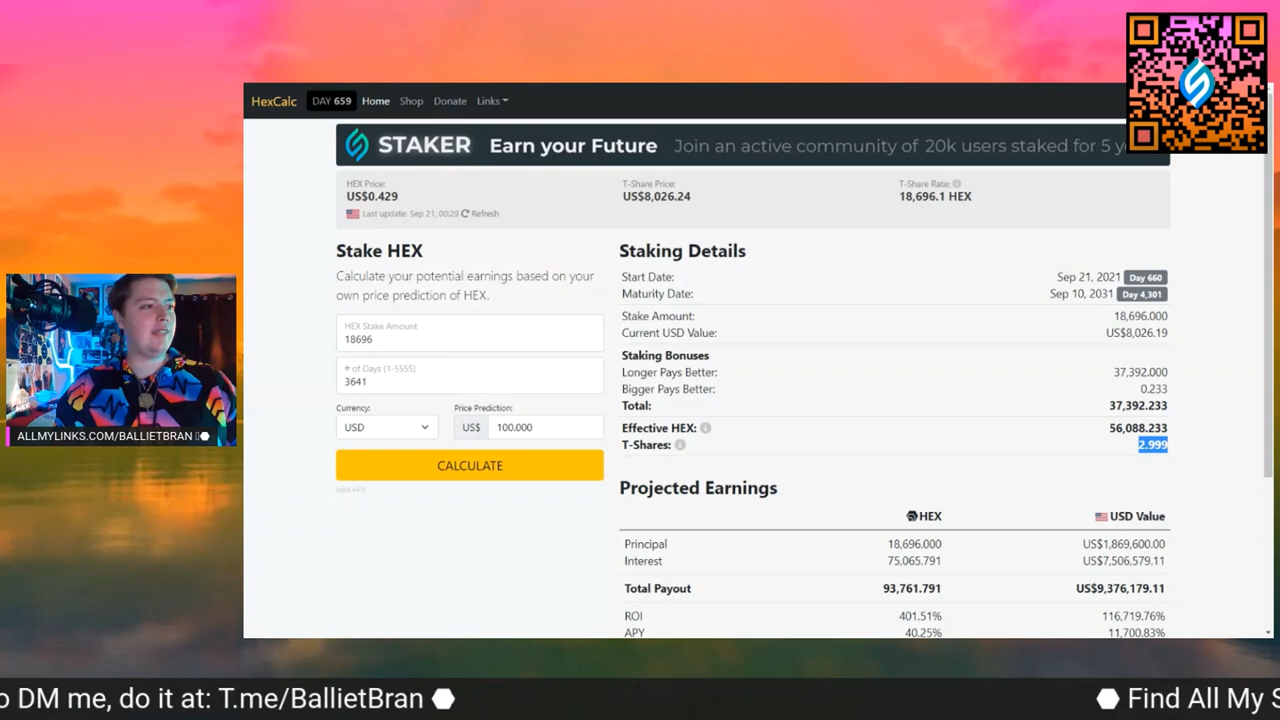 HexCalc DAY 659 Home Shop Donate Links
STAKER Earn your Future Join an active community of 20k users staked for 5
HEX Price: T-Share Price: T-Share Rate:
US$0.429 US$8,026.24 18,696.1 HEX
Last update: Sep 21, 00:29 Refresh
Stake HEX
Calculate your potential earnings based on your
own price prediction of HEX.
HEX Stake Amount
18696
# of Days (1-5555)
3641
Currency: Price Prediction:
USD US$ 100.000
CALCULATE
beta v4.5
Staking Details
Start Date: Sep 21, 2021 Day 660
Maturity Date: Sep 10, 2031 Day 4,301
Stake Amount: 18,696.000
Current USD Value: US$8,026.19
Staking Bonuses
Longer Pays Better: 37,392.000
Bigger Pays Better: 0.233
Total: 37,392.233
Effective HEX: 56,088.233
T-Shares: 2.999
Projected Earnings
HEX USD Value
Principal 18,696.000 US$1,869,600.00
Interest 75,065.791 US$7,506,579.11
Total Payout 93,761.791 US$9,376,179.11
ROI 401.51% 116,719.76%
APY 40.25% 11,700.83%
ALLMYLINKS.COM/BALLIETBRAN
o DM me, do it at: T.me/BallietBran Find All My S